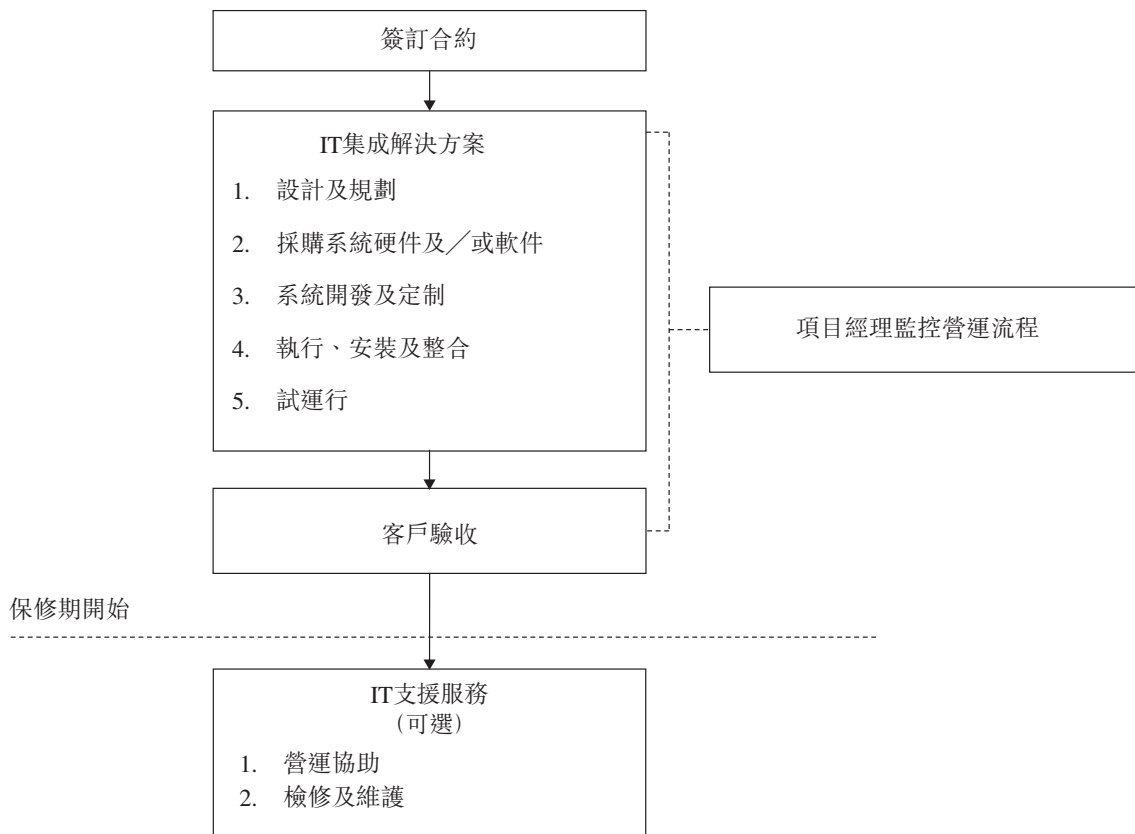 簽訂合約
IT集成解決方案
1. 設計及規劃
2. 採購系統硬件及╱或軟件
3. 系統開發及定制
4. 執行、安裝及整合
5. 試運行
項目經理監控營運流程
客戶驗收
保修期開始
IT支援服務
(可選)
1. 營運協助
2. 檢修及維護